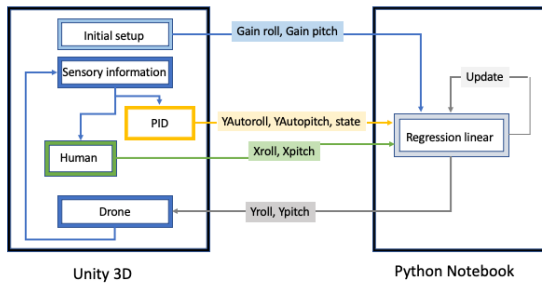 Initial setup
Gain roll, Gain pitch
Sensory information
Update
PID
YAutoroll, YAutopitch, state
Regression linear
Human
Xroll, Xpitch
Drone
Yroll, Ypitch
Unity 3D
Python Notebook